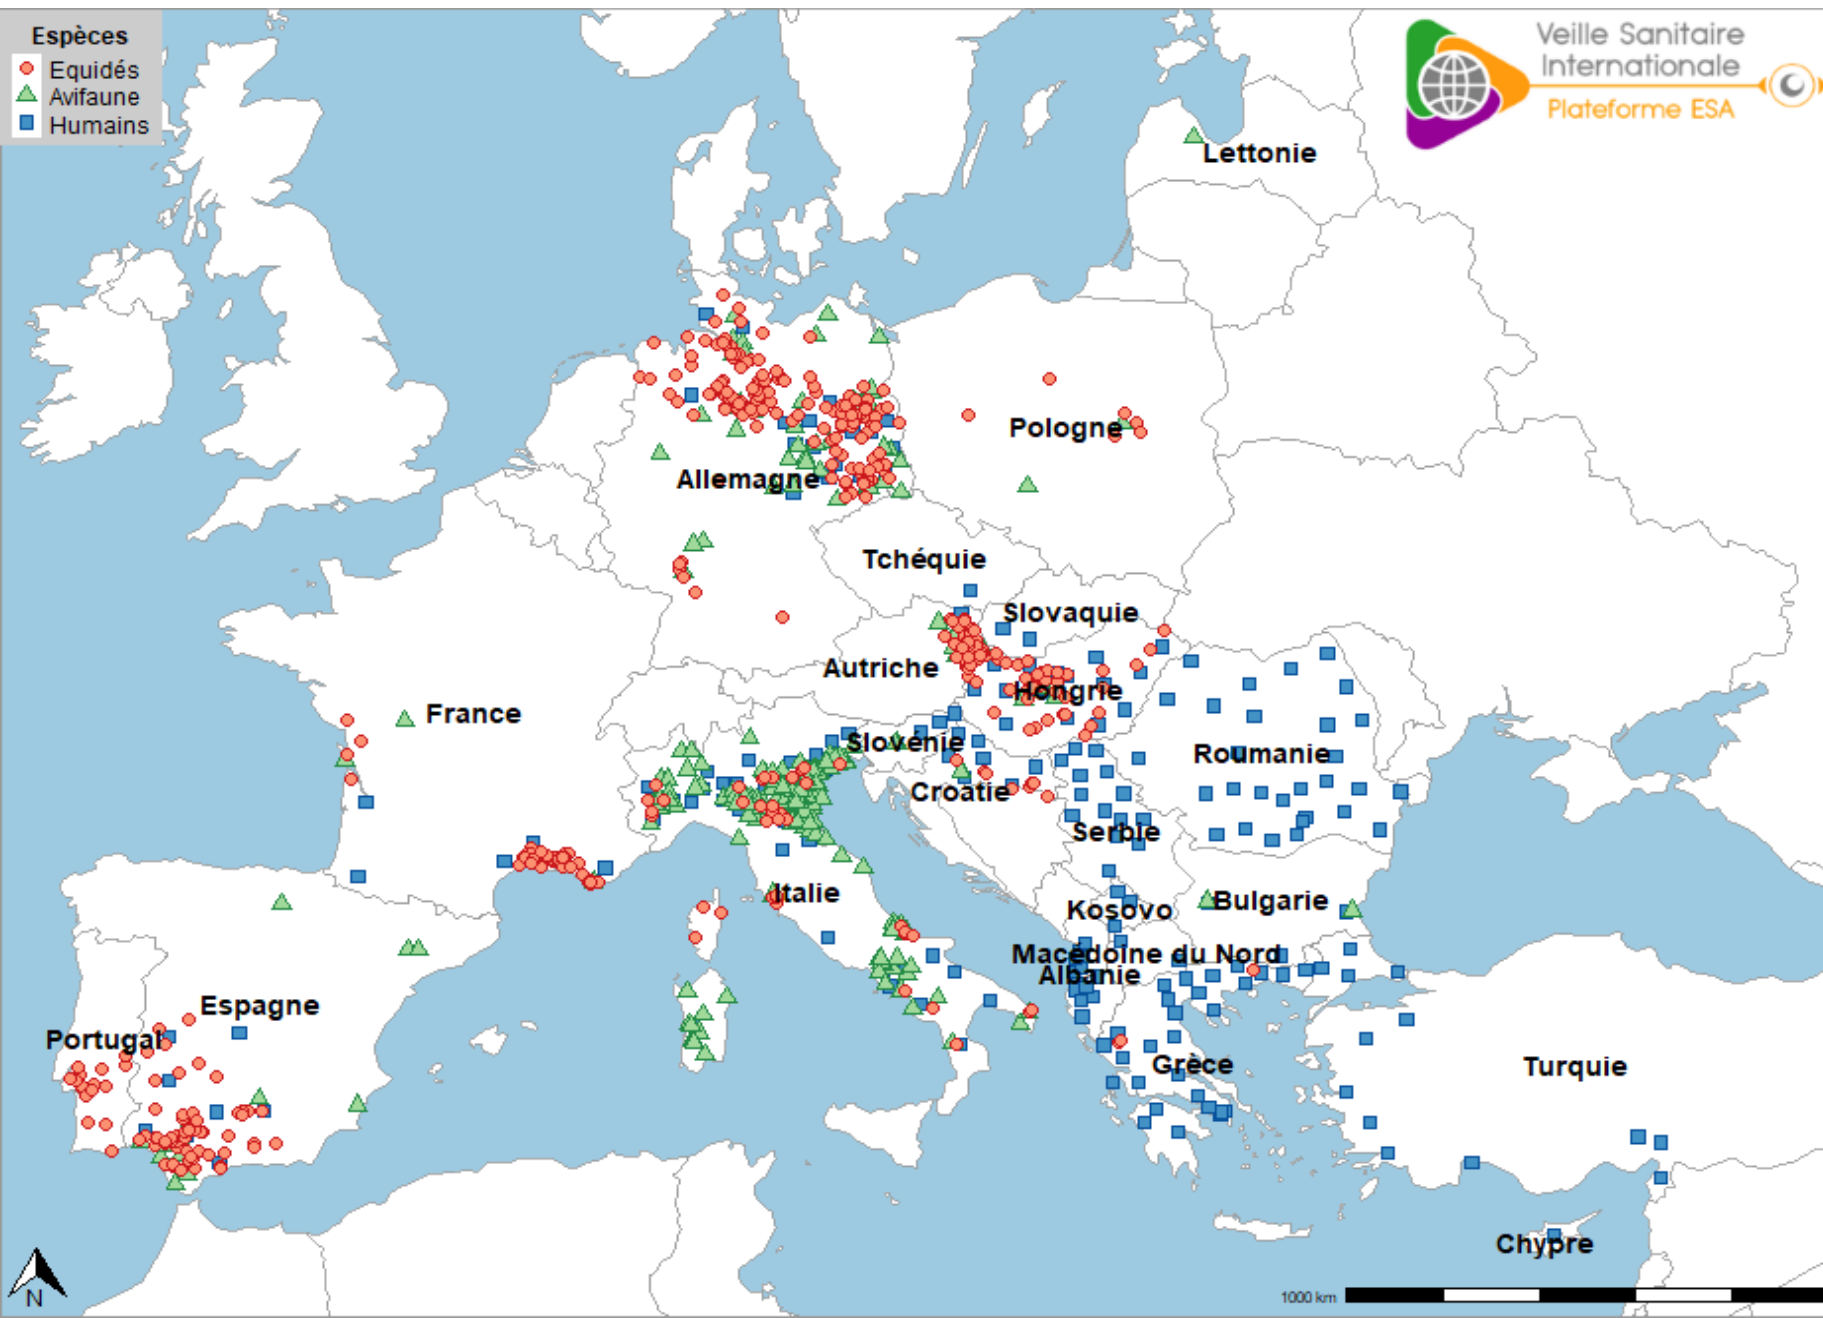 Espèces
Equidés
Avifaune
Humains
Veille Sanitaire
Internationale
Plateforme ESA
Lettonie
Pologne
Allemagne
Tchéquie
Slovaquie
Autriche
Hongrie
France
Slovénie
Roumanie
Croatie
Serbie
Italie
Bulgarie
Kosovo
Macédoine du Nord
Albanie
Espagne
Portugal
Grèce
Turquie
Chypre
N
1000 km